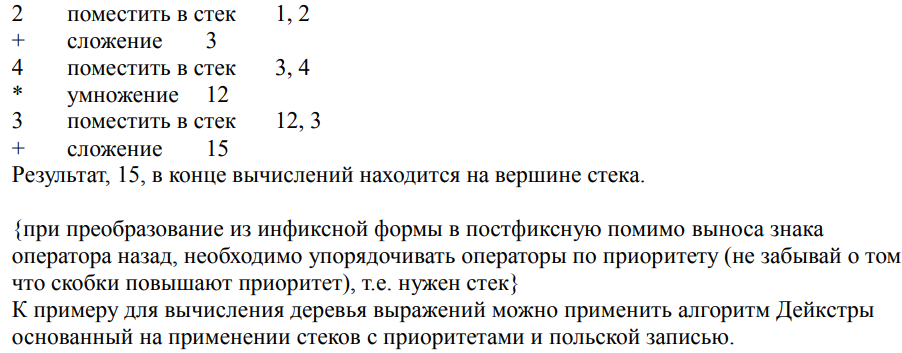 2 поместить в стек 1, 2
+ сложение 3
4 поместить в стек 3, 4
* умножение 12
3 поместить в стек 12, 3
+ сложение 15
Результат, 15, в конце вычислений находится на вершине стека.
{при преобразование из инфиксной формы в постфиксную помимо выноса знака
оператора назад, необходимо упорядочивать операторы по приоритету (не забывай о том
что скобки повышают приоритет), т.е. нужен стек}
К примеру для вычисления деревья выражений можно применить алгоритм Дейкстры
основанный на применении стеков с приоритетами и польской записью.